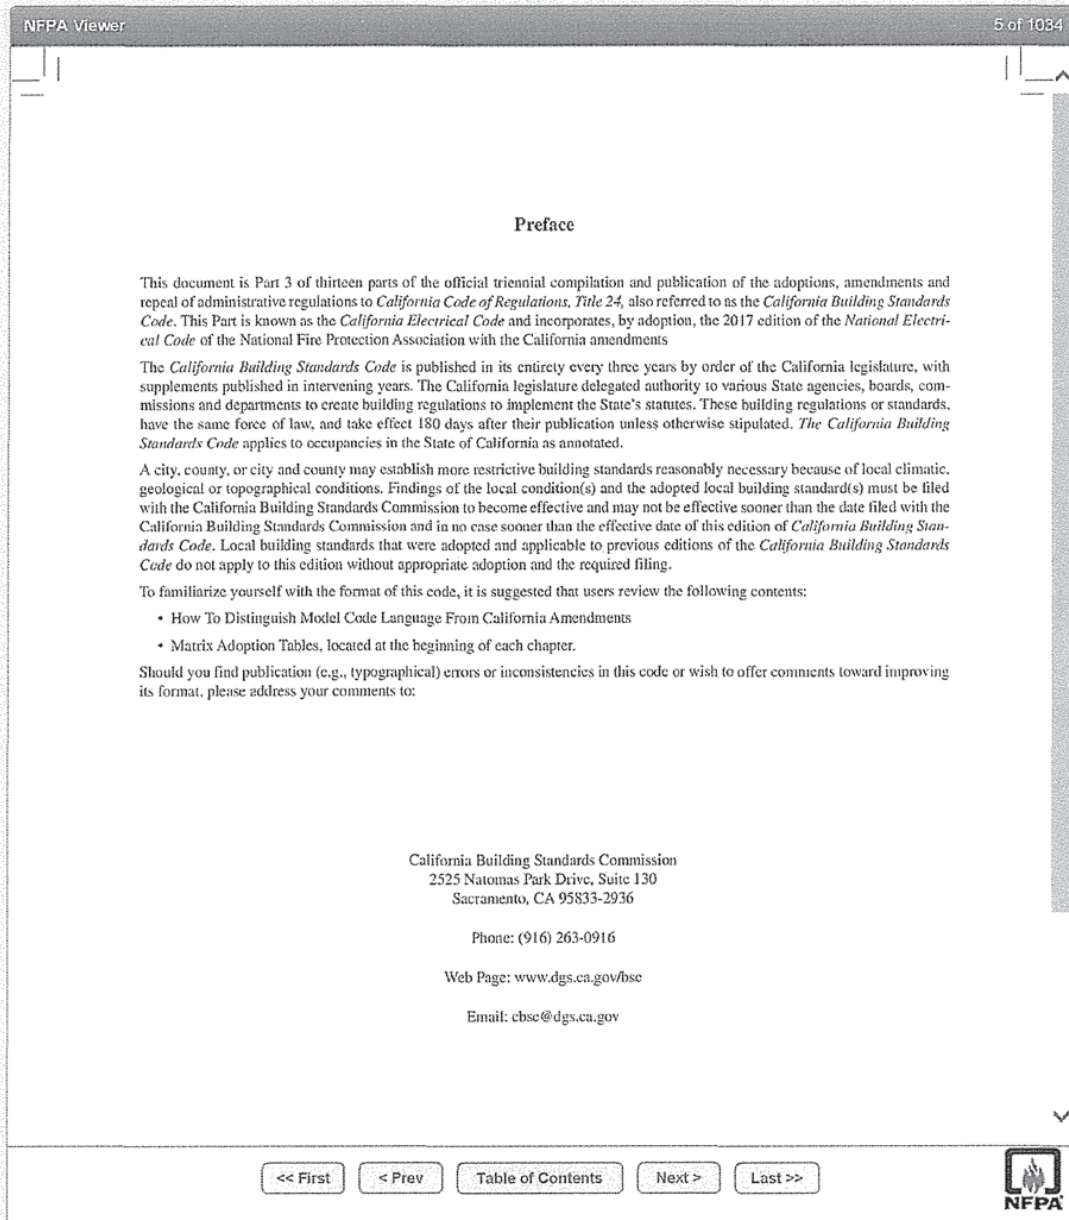 NFPA Viewer
5 of 1034
Preface
This document is Part 3 of thirteen parts of the official triennial compilation and publication of the adoptions, amendments and
repeal of administrative regulations to California Code of Regulations, Title 24, also referred to as the California Building Standards
Code. This Part is known as the California Electrical Code and incorporates, by adoption, the 2017 edition of the National Electri-
cal Code of the National Fire Protection Association with the California amendments
The California Building Standards Code is published in its entirety every three years by order of the California legislature, with
supplements published in intervening years. The California legislature delegated authority to various State agencies, boards, com-
missions and departments to create building regulations to implement the State's statutes. These building regulations or standards,
have the same force of law, and take effect 180 days after their publication unless otherwise stipulated. The California Building
Standards Code applies to occupancies in the State of California as annotated.
A city, county, or city and county may establish more restrictive building standards reasonably necessary because of local climatic,
geological or topographical conditions. Findings of the local condition(s) and the adopted local building standard(s) must be filed
with the California Building Standards Commission to become effective and may not be effective sooner than the date filed with the
California Building Standards Commission and in no case sooner than the effective date of this edition of California Building Stan-
dards Code. Local building standards that were adopted and applicable to previous editions of the California Building Standards
Code do not apply to this edition without appropriate adoption and the required filing.
To familiarize yourself with the format of this code, it is suggested that users review the following contents:
• How To Distinguish Model Code Language From California Amendments
• Matrix Adoption Tables, located at the beginning of each chapter.
Should you find publication (e.g., typographical) errors or inconsistencies in this code or wish to offer comments toward improving
its format, please address your comments to:
California Building Standards Commission
2525 Natomas Park Drive, Suite 130
Sacramento, CA 95833-2936
Phone: (916) 263-0916
Web Page: www.dgs.ca.gov/bsc
Email: cbsc@dgs.ca.gov
<< First
< Prev
Table of Contents
Next >
Last >>
NFPA